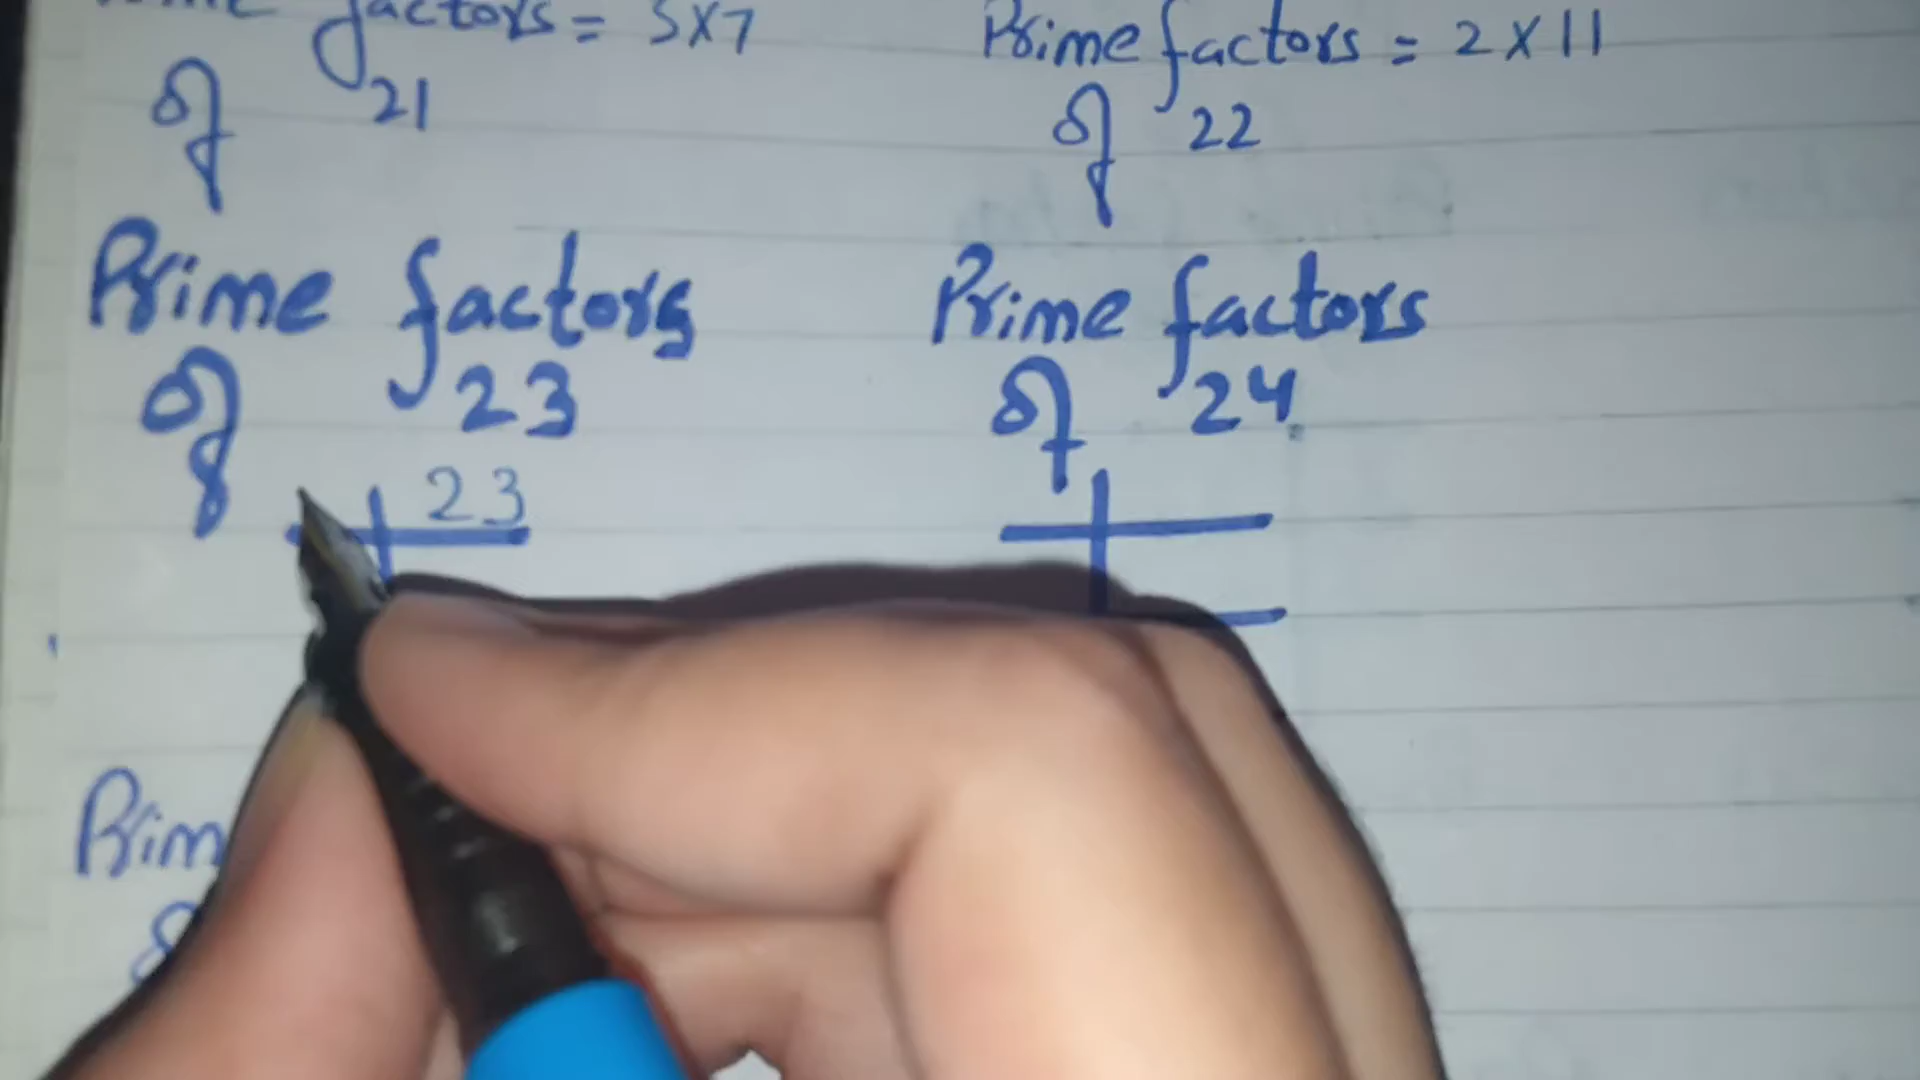 factors = 3X7
of 21
Prime factors = 2 X 11
of 22
Prime factors
of 23
23
Prime factors
of 24